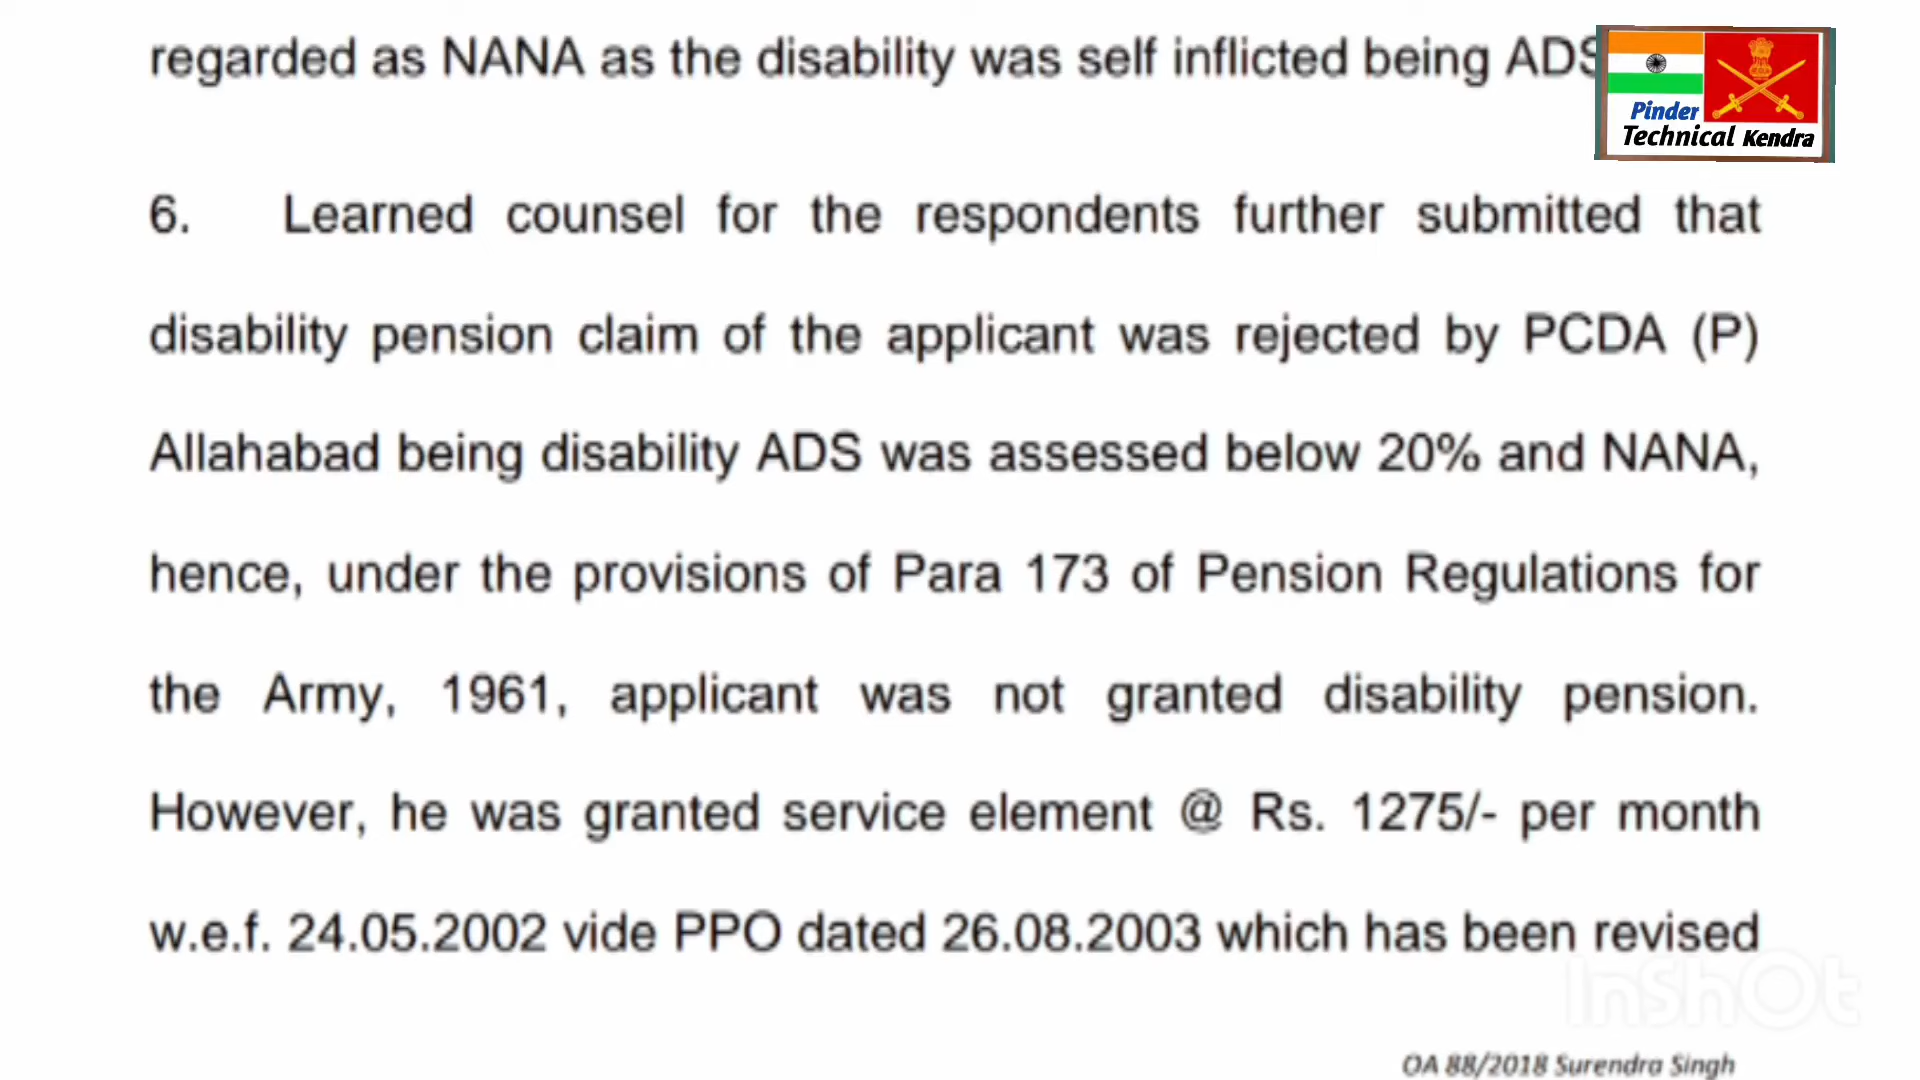 regarded as NANA as the disability was self inflicted being ADS
Pinder
Technical Kendra
6. Learned counsel for the respondents further submitted that
disability pension claim of the applicant was rejected by PCDA (P)
Allahabad being disability ADS was assessed below 20% and NANA,
hence, under the provisions of Para 173 of Pension Regulations for
the Army, 1961, applicant was not granted disability pension.
However, he was granted service element @ Rs. 1275/- per month
w.e.f. 24.05.2002 vide PPO dated 26.08.2003 which has been revised
InShOt
OA 88/2018 Surendra Singh